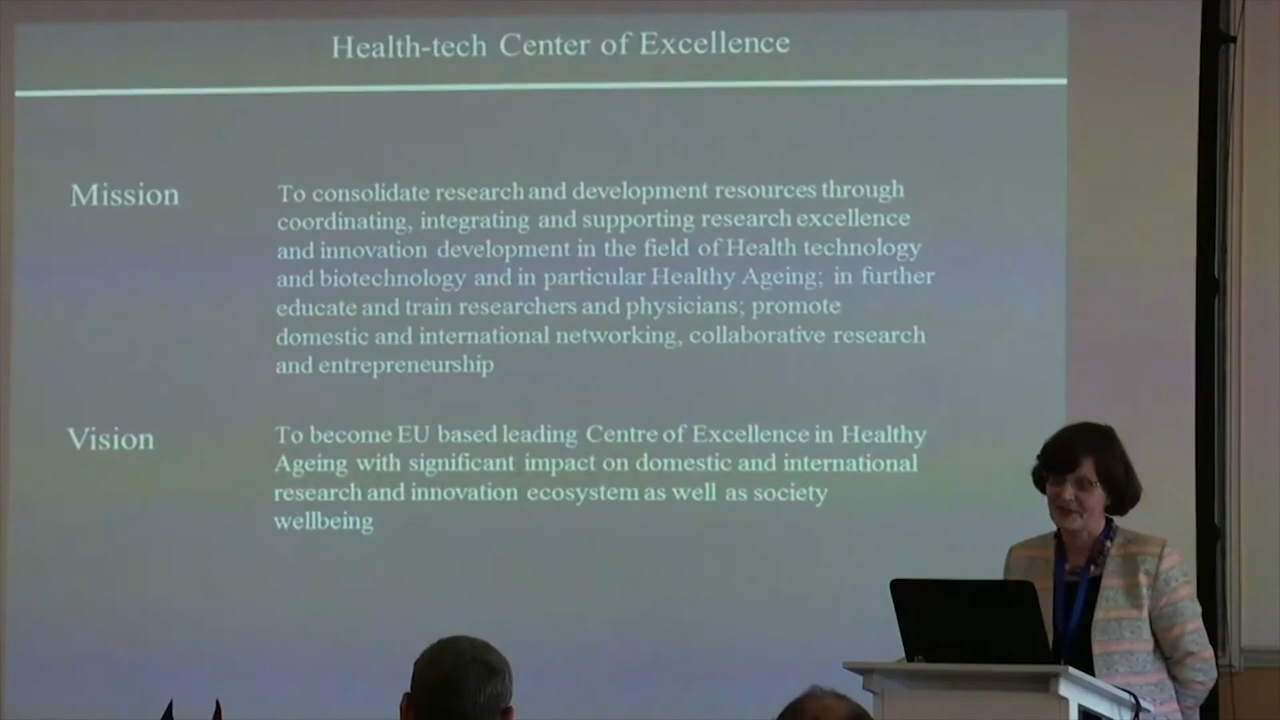 Health-tech Center of Excellence
Mission
To consolidate research and development resources through
coordinating, integrating and supporting research excellence
and innovation development in the field of Health technology
and biotechnology and in particular Healthy Ageing; in further
educate and train researchers and physicians; promote
domestic and international networking, collaborative research
and entrepreneurship
Vision
To become EU based leading Centre of Excellence in Healthy
Ageing with significant impact on domestic and international
research and innovation ecosystem as well as society
wellbeing